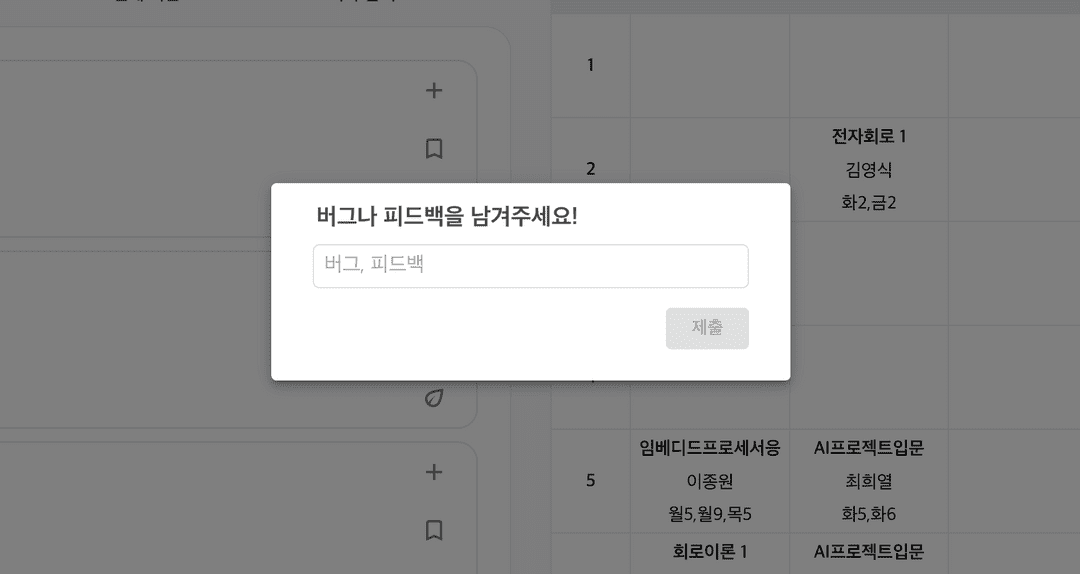 1
전자회로 1
2
김영식
화2,금2
버그나 피드백을 남겨주세요!
버그, 피드백
제출
임베디드프로세서응
AI프로젝트입문
5
이종원
최희열
월5,월9,목5
화5,화6
회로이론 1
AI프로젝트입문